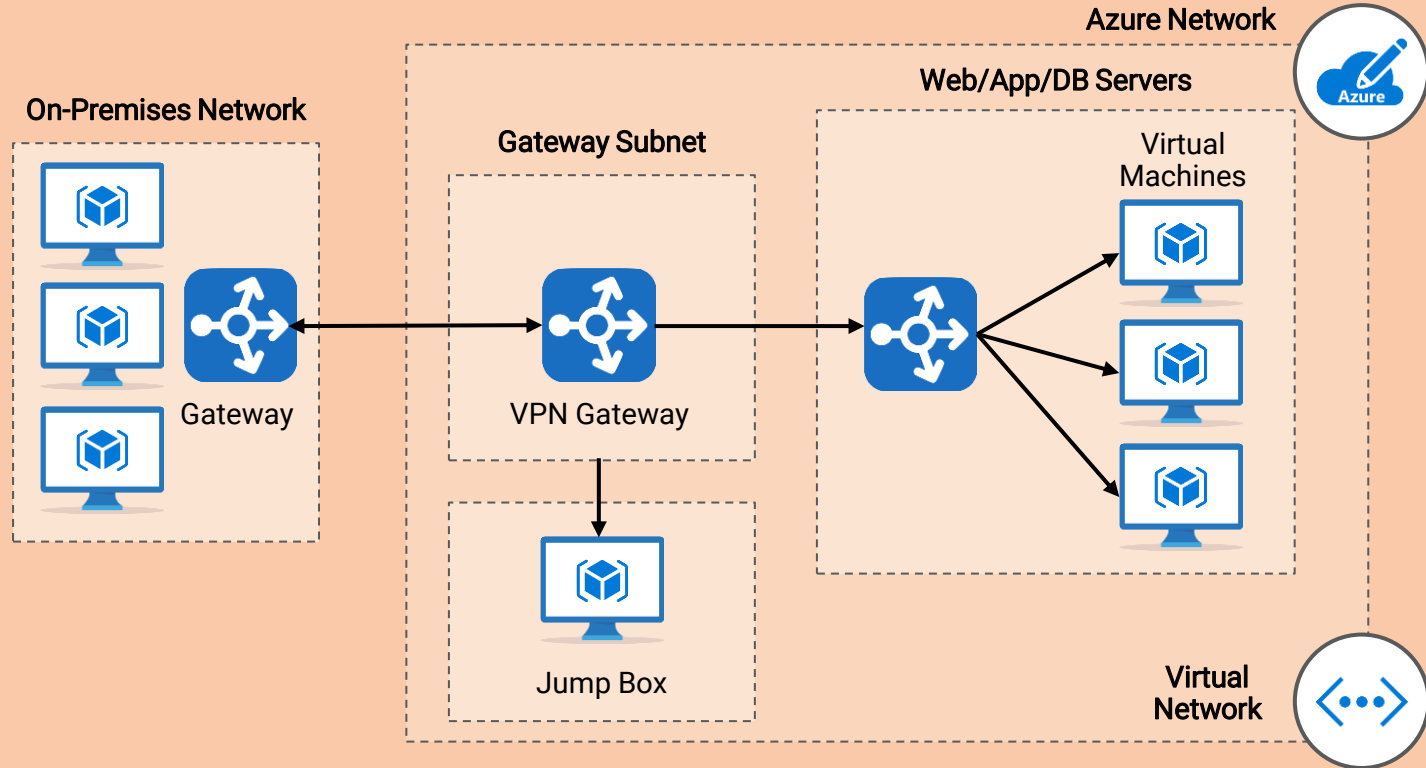 Azure Network
Azure
Web/App/DB Servers
On-Premises Network
Gateway Subnet
Virtual
Machines
Gateway
VPN Gateway
Jump Box
Virtual
Network